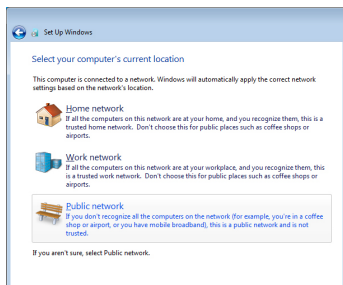 Set Up Windows
Select your computer's current location
This computer is connected to a network. Windows will automatically apply the correct network
settings based on the network's location.
Home network
If all the computers on this network are at your home, and you recognize them, this is a
trusted home network.  Don't choose this for public places such as coffee shops or
airports.
Work network
If all the computers on this network are at your workplace, and you recognize them, this
is a trusted work network.  Don't choose this for public places such as coffee shops or
airports.
Public network
If you don't recognize all the computers on the network (for example, you're in a coffee
shop or airport, or you have mobile broadband), this is a public network and is not
trusted.
If you aren't sure, select Public network.